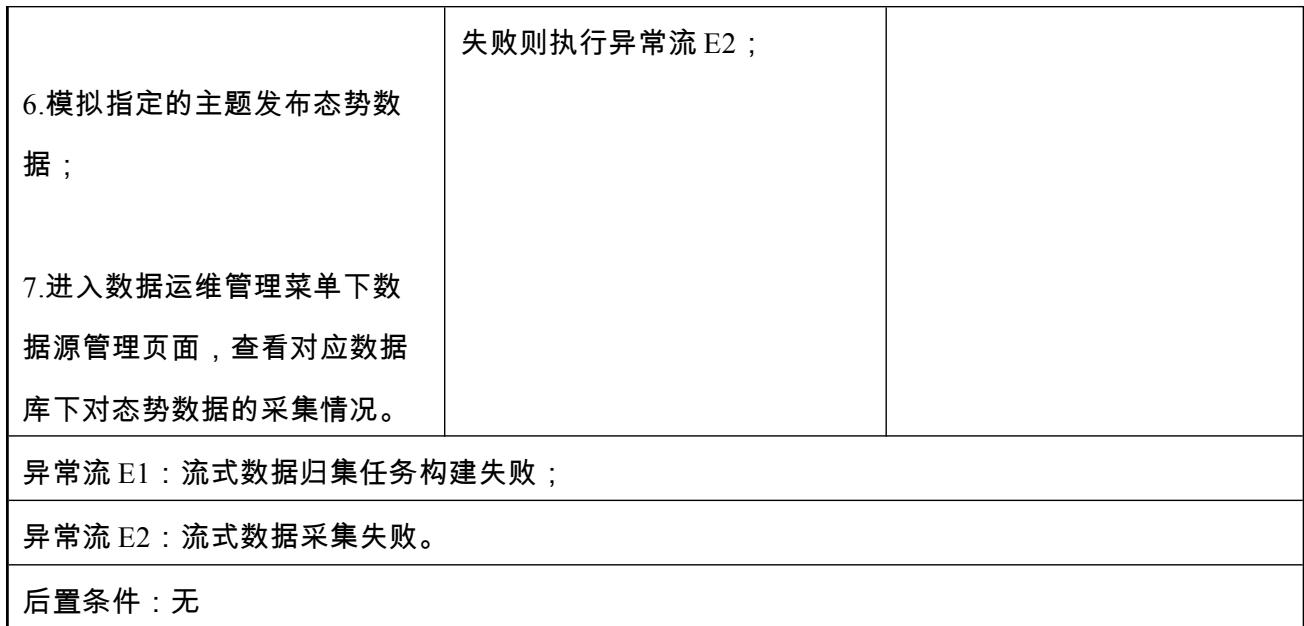 失败则执行异常流 E2；
6.模拟指定的主题发布态势数
据；
7.进入数据运维管理菜单下数
据源管理页面，查看对应数据
库下对态势数据的采集情况。
异常流 E1：流式数据归集任务构建失败；
异常流 E2：流式数据采集失败。
后置条件：无